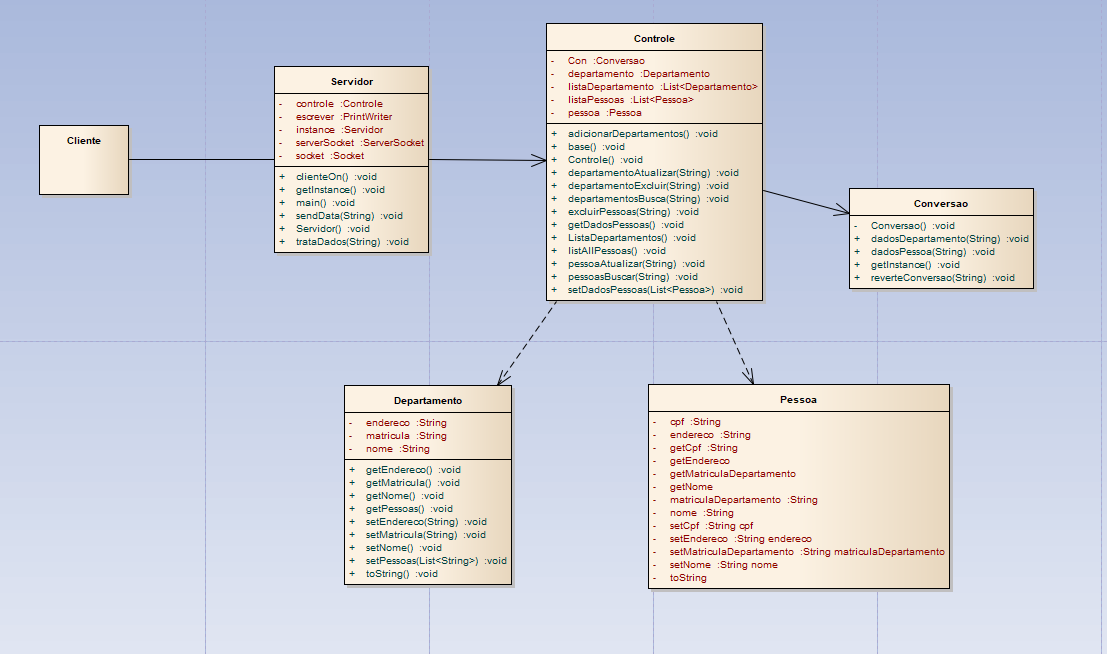 Cliente
Servidor
- controle :Controle
- escrever :PrintWriter
- instance :Servidor
- serverSocket :ServerSocket
- socket :Socket
+ clienteOn() :void
+ getInstance() :void
+ main() :void
+ sendData(String) :void
+ Servidor() :void
+ trataDados(String) :void
Controle
- Con :Conversao
- departamento :Departamento
- listaDepartamento :List<Departamento>
- listaPessoas :List<Pessoa>
- pessoa :Pessoa
+ adicionarDepartamentos() :void
+ base() :void
+ Controle() :void
+ departamentoAtualizar(String) :void
+ departamentoExcluir(String) :void
+ departamentosBusca(String) :void
+ excluirPessoas(String) :void
+ getDadosPessoas() :void
+ ListaDepartamentos() :void
+ listAllPessoas() :void
+ pessoaAtualizar(String) :void
+ pessoasBuscar(String) :void
+ setDadosPessoas(List<Pessoa>) :void
Conversao
- Conversao() :void
+ dadosDepartamento(String) :void
+ dadosPessoa(String) :void
+ getInstance() :void
+ reverteConversao(String) :void
Departamento
- endereco :String
- matricula :String
- nome :String
+ getEndereco() :void
+ getMatricula() :void
+ getNome() :void
+ getPessoas() :void
+ setEndereco(String) :void
+ setMatricula(String) :void
+ setNome() :void
+ setPessoas(List<String>) :void
+ toString() :void
Pessoa
- cpf :String
- endereco :String
- getCpf :String
- getEndereco
- getMatriculaDepartamento
- getNome
- matriculaDepartamento :String
- nome :String
- setCpf :String cpf
- setEndereco :String endereco
- setMatriculaDepartamento :String matriculaDepartamento
- setNome :String nome
- toString